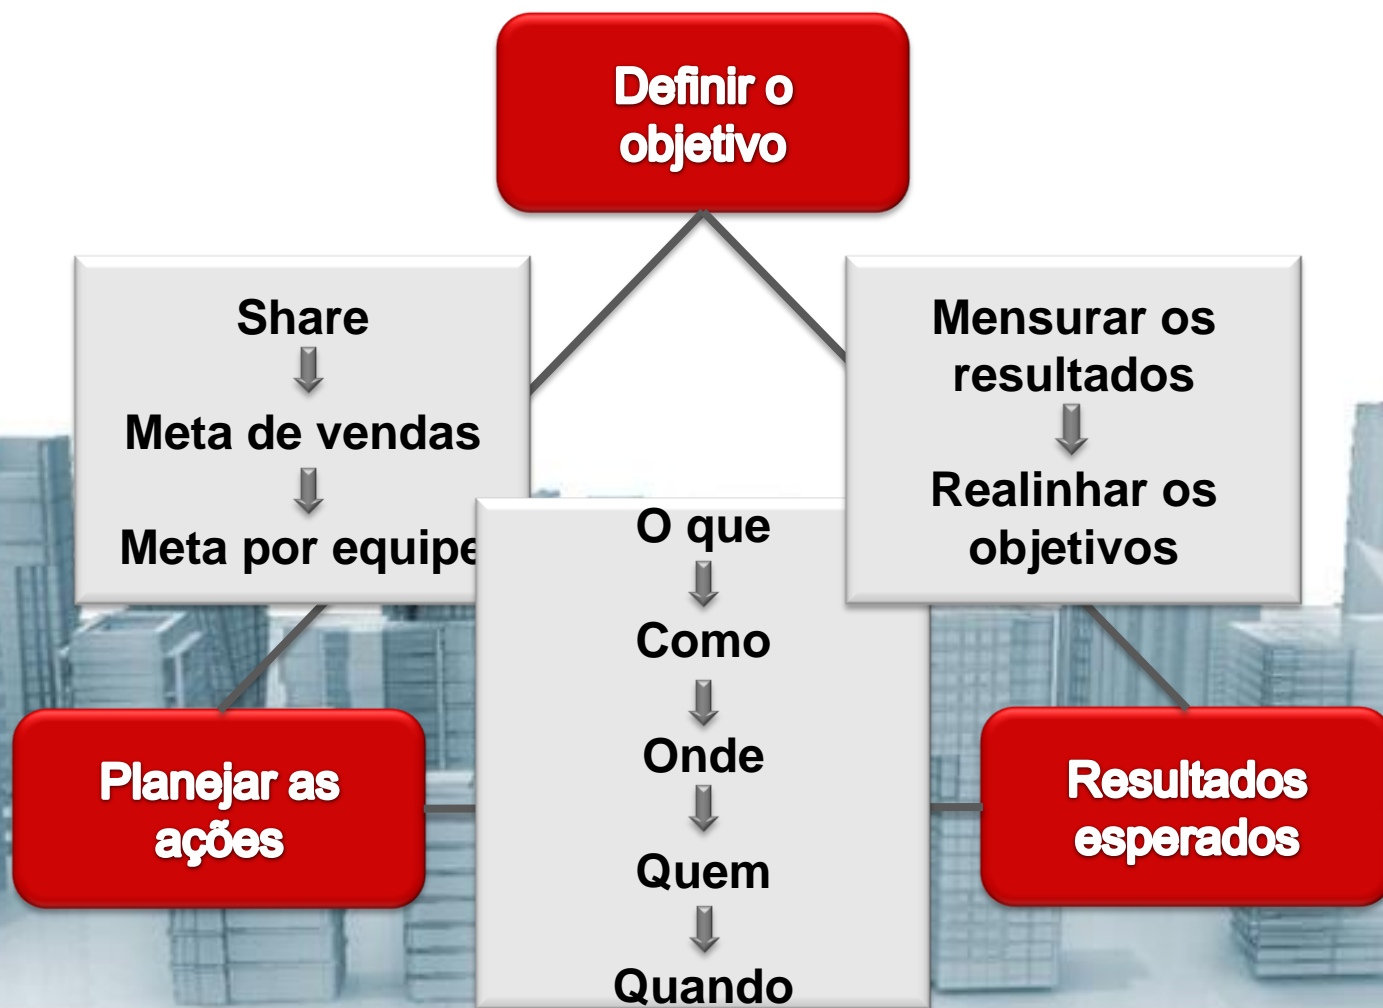 Definir o
objetivo
Share
Meta de vendas
Meta por equipe
Mensurar os
resultados
Realinhar os
objetivos
O que
Como
Onde
Quem
Quando
Planejar as
ações
Resultados
esperados